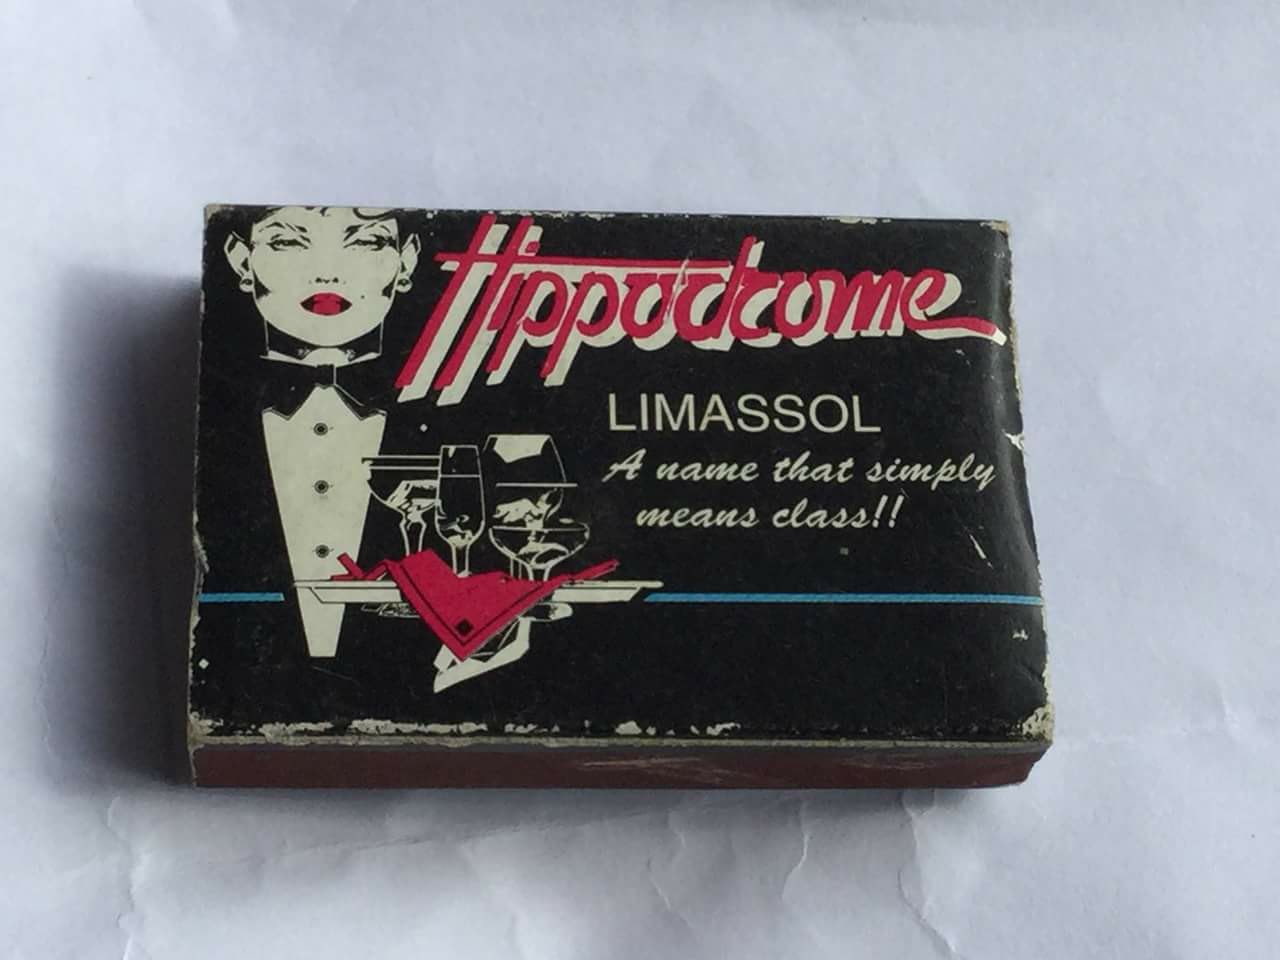 Hippodrome
LIMASSOL
A name that simply
means class!!